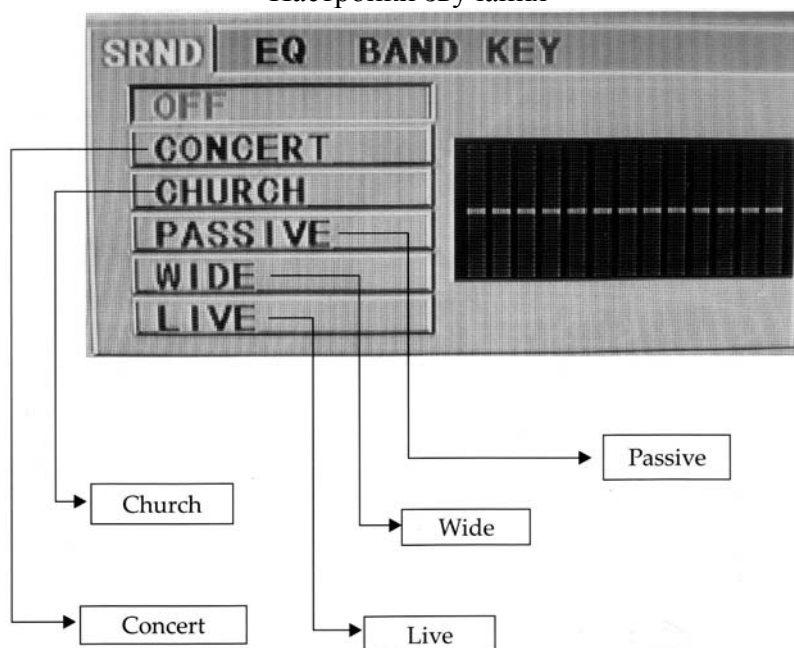 SRND EQ BAND KEY
OFF
CONCERT
CHURCH
PASSIVE
WIDE
LIVE
Passive
Church
Wide
Concert
Live